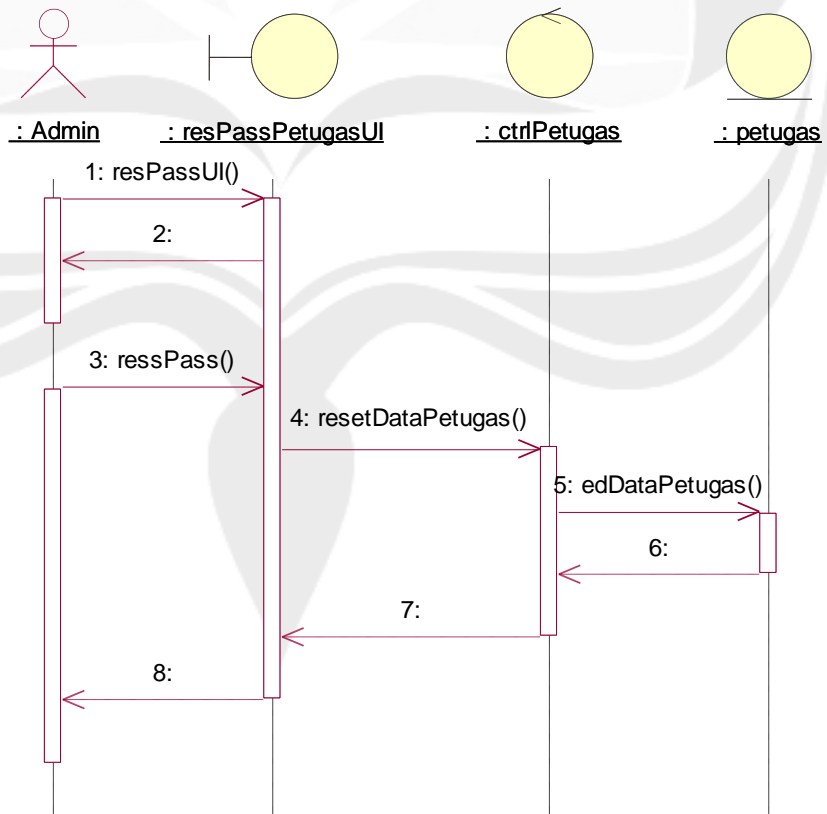 : Admin
: resPassPetugasUI
: ctrlPetugas
: petugas
1: resPassUI()
2:
3: ressPass()
4: resetDataPetugas()
5: edDataPetugas()
6:
7:
8: